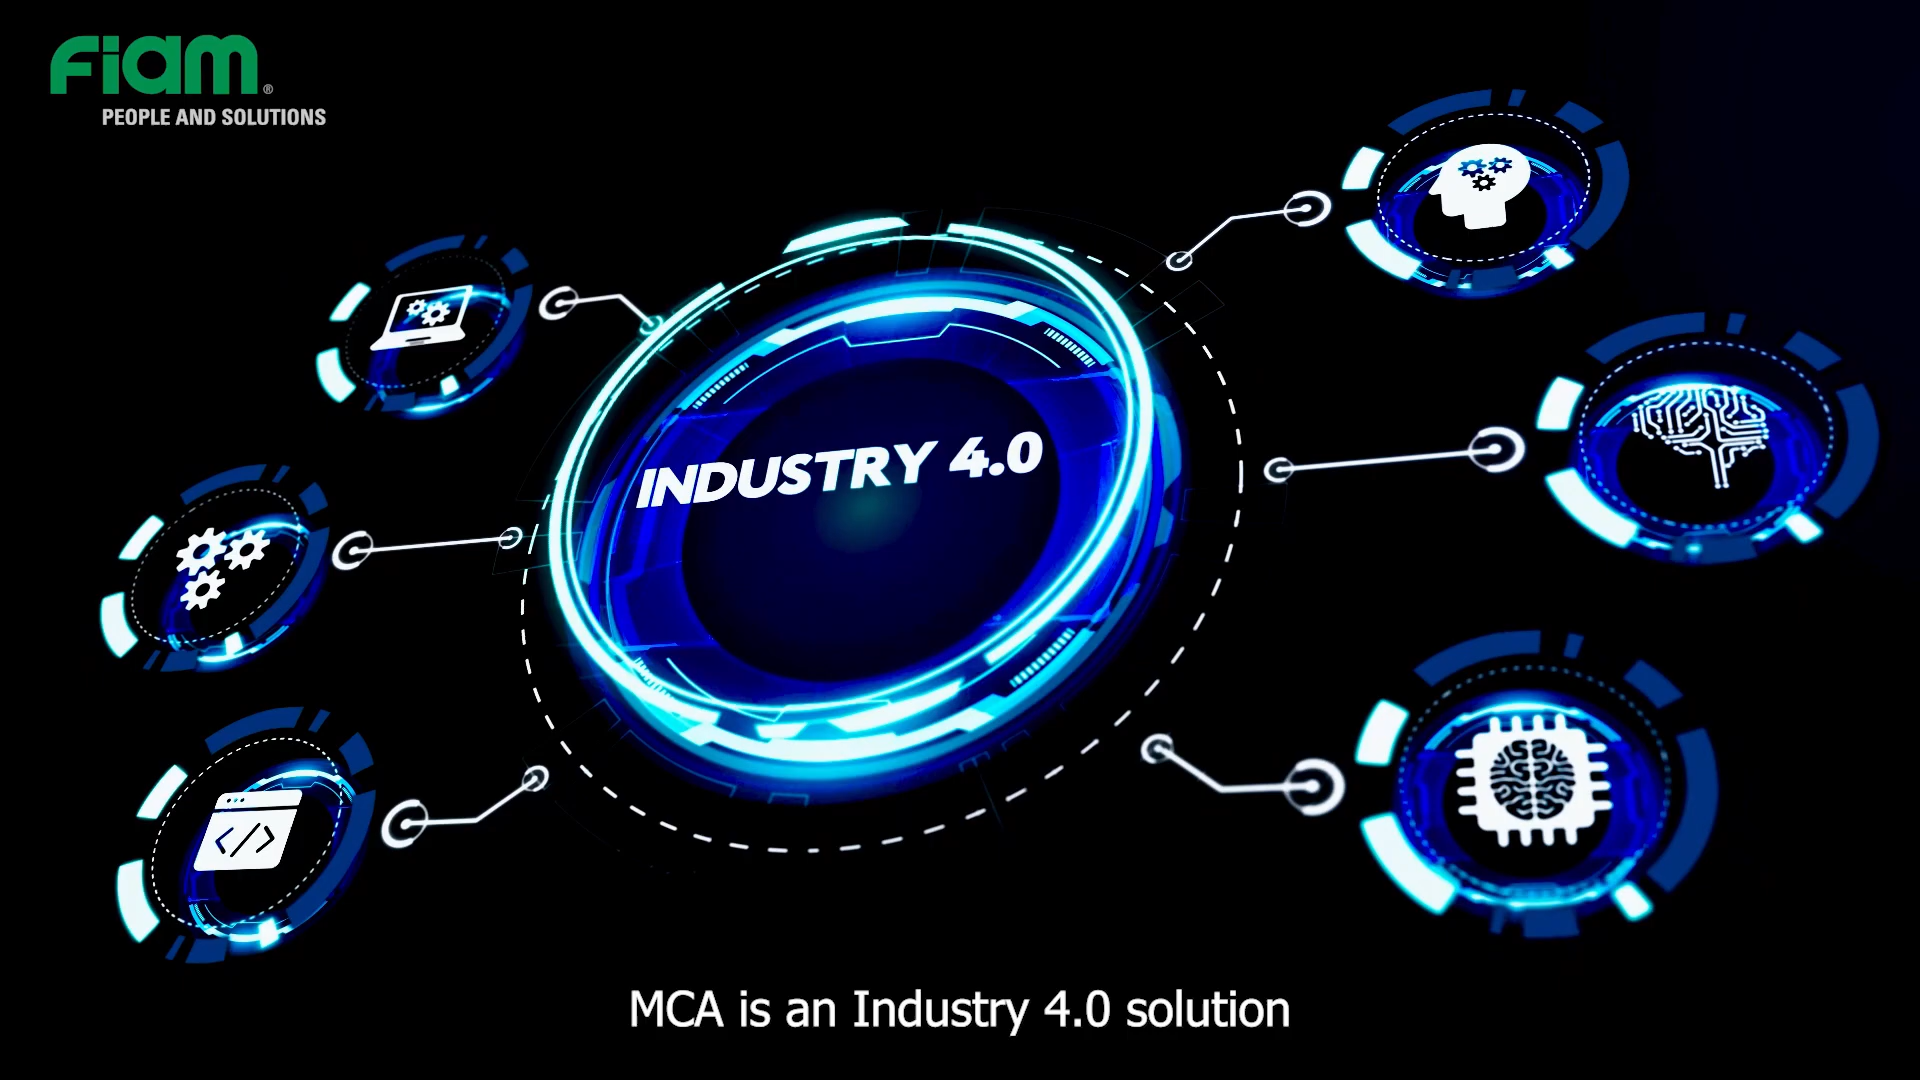 Fiam®
PEOPLE AND SOLUTIONS
INDUSTRY 4.0
</>
MCA is an Industry 4.0 solution